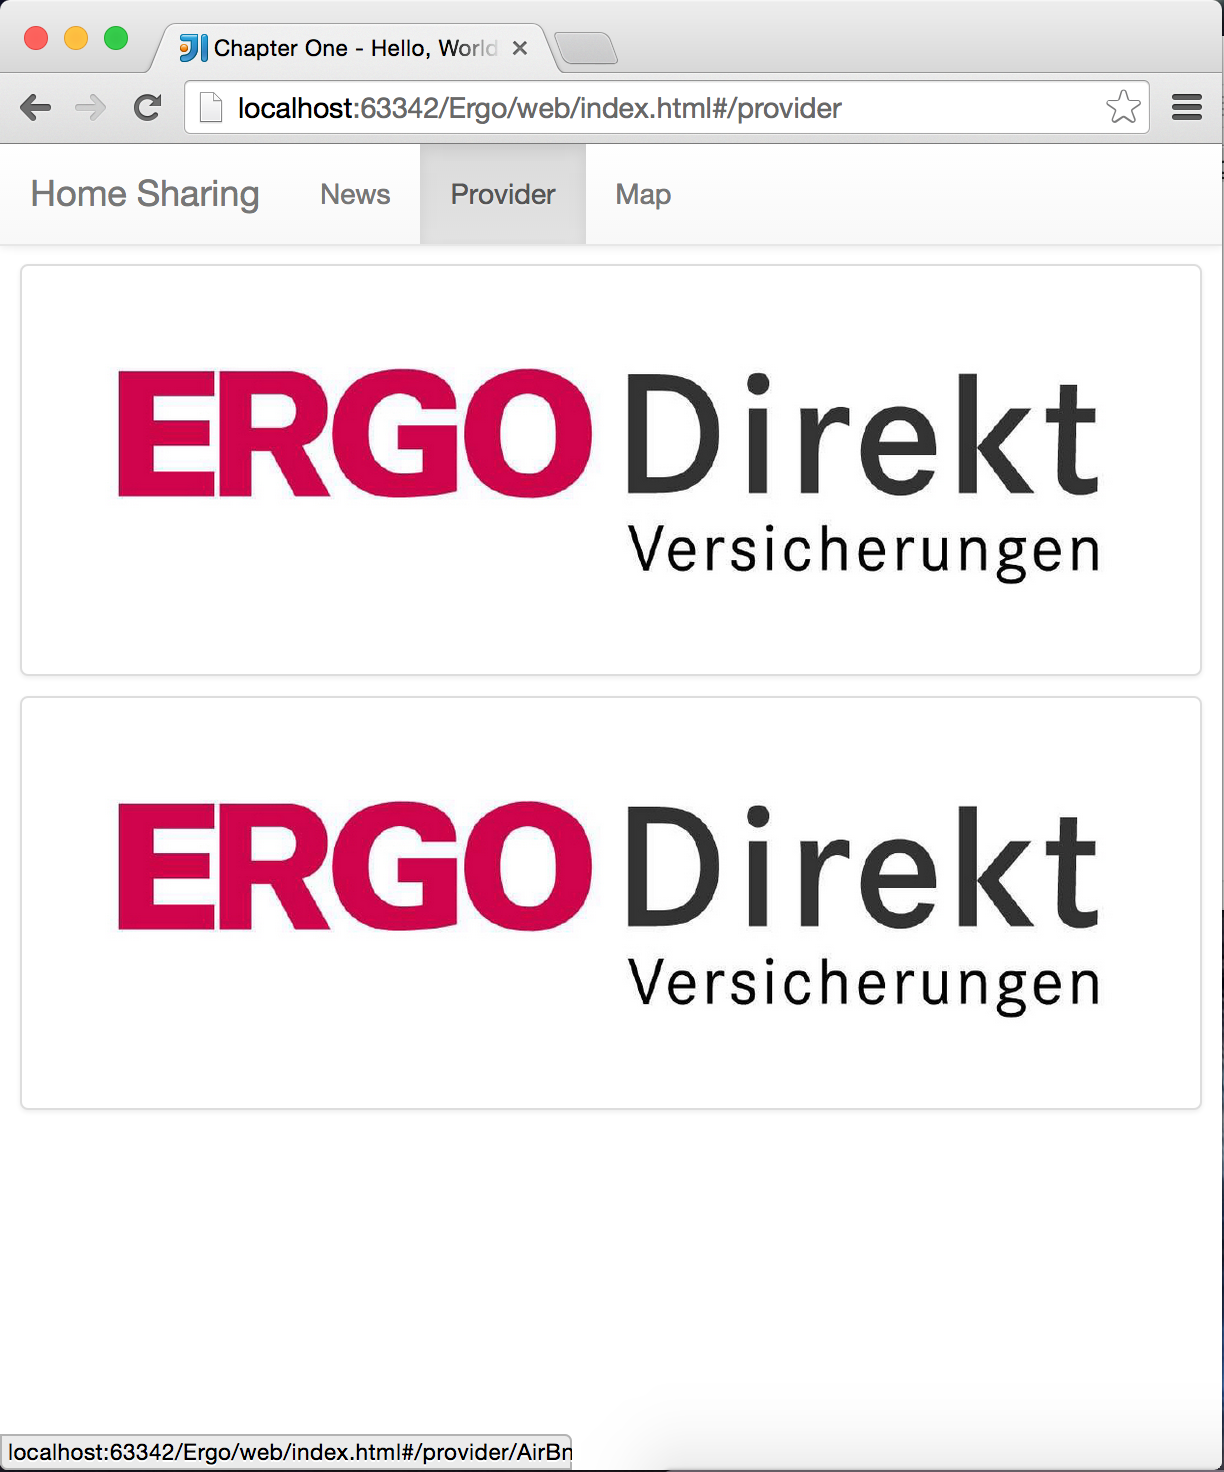 Chapter One - Hello, World
localhost:63342/Ergo/web/index.html#/provider
Home Sharing News Provider Map
ERGO Direkt
Versicherungen
ERGO Direkt
Versicherungen
localhost:63342/Ergo/web/index.html#/provider/AirBn